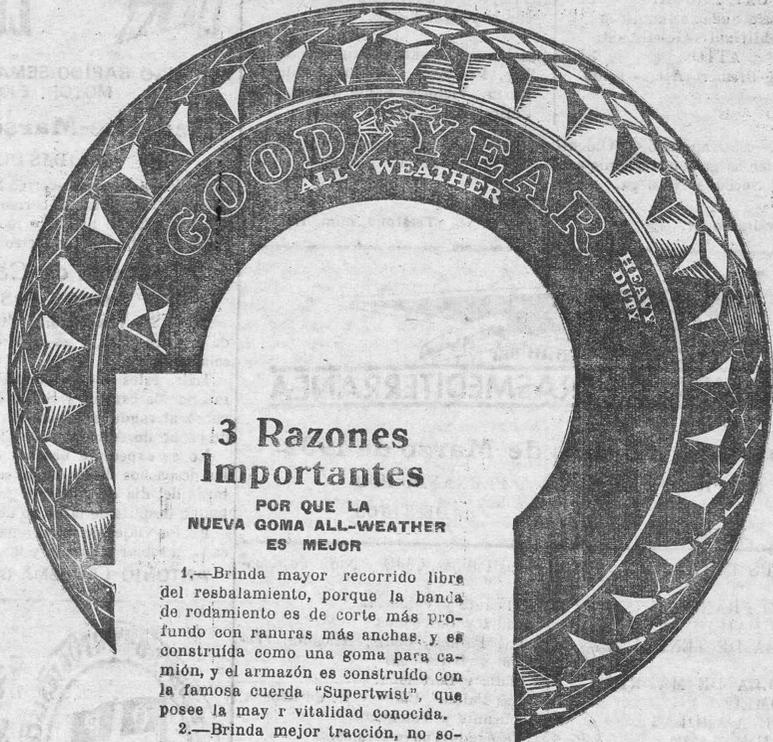 GOOD YEAR
ALL WEATHER
HEAVY
DUTY
3 Razones
Importantes
POR QUE LA
NUEVA GOMA ALL-WEATHER
ES MEJOR
1.—Brinda mayor recorrido libre
del resbalamiento, porque la banda
de rodamiento es de corte más pro-
fundo con ranuras más anchas, y es
construída como una goma para ca-
mión, y el armazón es construído con
la famosa cuerda "Supertwist", que
posee la may r vitalidad conocida.
2.—Brinda mejor tracción, no so-